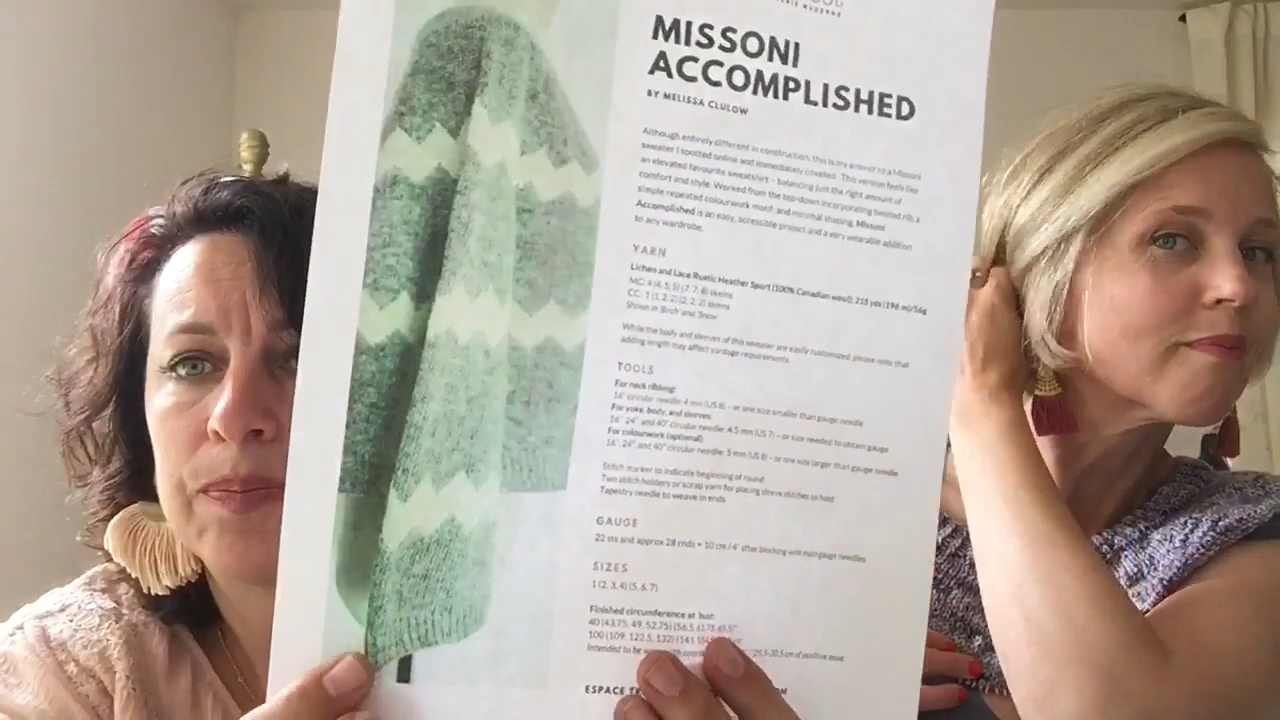 MISSONI
ACCOMPLISHED
BY MELISSA CLULOW
Although entirely different in construction, this is my answer to a Missoni
sweater I spotted online and immediately coveted. This version feels like
an elevated favourite sweatshirt – balancing just the right amount of
comfort and style. Worked from the top-down incorporating twisted rib, a
simple repeated colourwork motif and minimal shaping, Missoni
Accomplished is an easy, accessible project and a very wearable addition
to any wardrobe.
YARN
Lichen and Lace Rustic Heather Sport (100% Canadian wool): 215 yds (196 m)/56g
MC: 4 (4, 5, 5) (7, 7, 8) skeins
CC: 1 (1, 2, 2) (2, 2, 2) skeins
Shown in 'Birch' and 'Snow'
While the body and sleeves of this sweater are easily customized, please note that
adding length may affect yardage requirements.
TOOLS
For neck ribbing:
16" circular needle: 4 mm (US 6) – or one size smaller than gauge needle
For yoke, body, and sleeves:
16" 24" and 40" circular needle: 4.5 mm (US 7) – or size needed to obtain gauge
For colourwork (optional):
16" 24" and 40" circular needle: 5 mm (US 8) – or one size larger than gauge needle
Stitch marker to indicate beginning of round
Two stitch holders or scrap yarn for placing sleeve stitches on hold
Tapestry needle to weave in ends
GAUGE
22 sts and approx 28 rnds = 10 cm / 4" after blocking with main gauge needles
SIZES
1 (2, 3, 4) (5, 6, 7)
Finished circumference at bust:
40 (43.75, 49, 52.75) (56.5, 61.75, 65.5)"
100 (109, 122.5, 132) (141,
Intended to be
of positive ease
ESPACE